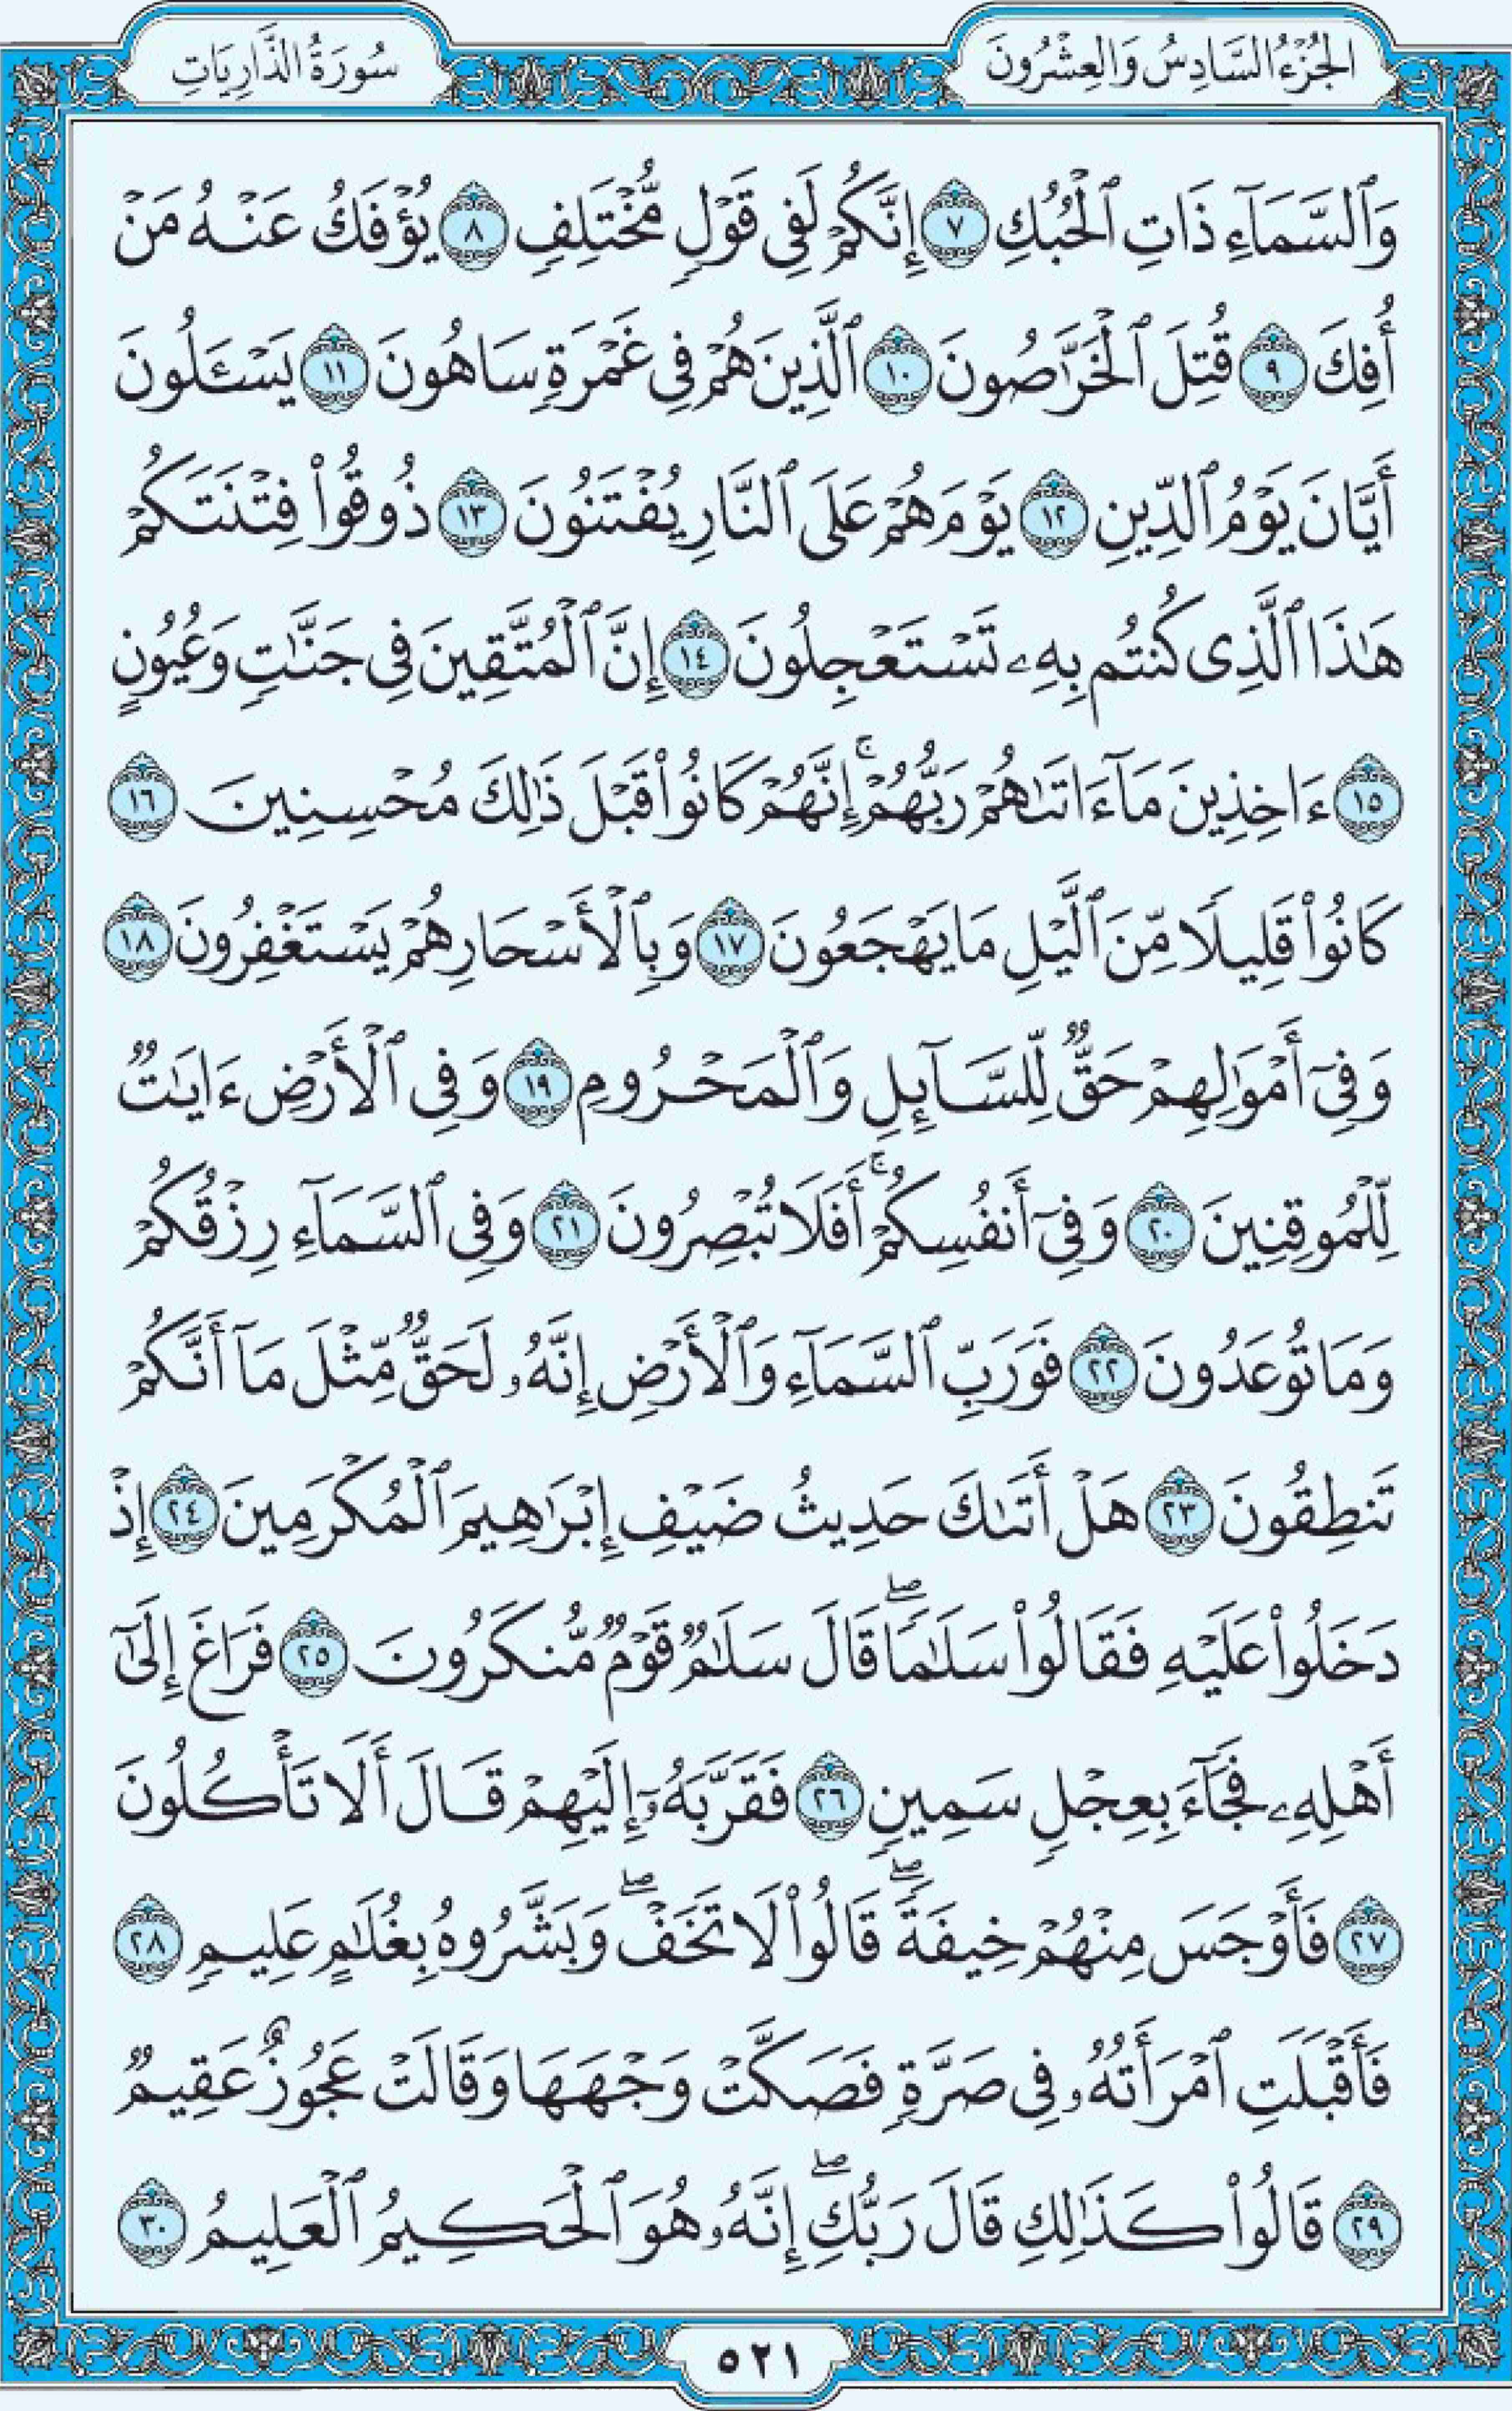 الجُزْءُ السَّادِسُ وَالعِشْرُونَ
سُورَةُ الذَّارِيَاتِ
وَٱلسَّمَآءِ ذَاتِ ٱلْحُبُكِ ٧ إِنَّكُمْ لَفِى قَوْلٍ مُّخْتَلِفٍ ٨ يُؤْفَكُ عَنْهُ مَنْ
أُفِكَ ٩ قُتِلَ ٱلْخَرَّٰصُونَ ١٠ ٱلَّذِينَ هُمْ فِى غَمْرَةٍ سَاهُونَ ١١ يَسْـَٔلُونَ
أَيَّانَ يَوْمُ ٱلدِّينِ ١٢ يَوْمَ هُمْ عَلَى ٱلنَّارِ يُفْتَنُونَ ١٣ ذُوقُوا۟ فِتْنَتَكُمْ
هَٰذَا ٱلَّذِى كُنتُم بِهِۦ تَسْتَعْجِلُونَ ١٤ إِنَّ ٱلْمُتَّقِينَ فِى جَنَّٰتٍ وَعُيُونٍ
١٥ ءَاخِذِينَ مَآ ءَاتَىٰهُمْ رَبُّهُمْ ۚ إِنَّهُمْ كَانُوا۟ قَبْلَ ذَٰلِكَ مُحْسِنِينَ ١٦
كَانُوا۟ قَلِيلًا مِّنَ ٱلَّيْلِ مَا يَهْجَعُونَ ١٧ وَبِٱلْأَسْحَارِ هُمْ يَسْتَغْفِرُونَ ١٨
وَفِىٓ أَمْوَٰلِهِمْ حَقٌّ لِّلسَّآئِلِ وَٱلْمَحْرُومِ ١٩ وَفِى ٱلْأَرْضِ ءَايَٰتٌ
لِّلْمُوقِنِينَ ٢٠ وَفِىٓ أَنفُسِكُمْ ۚ أَفَلَا تُبْصِرُونَ ٢١ وَفِى ٱلسَّمَآءِ رِزْقُكُمْ
وَمَا تُوعَدُونَ ٢٢ فَوَرَبِّ ٱلسَّمَآءِ وَٱلْأَرْضِ إِنَّهُۥ لَحَقٌّ مِّثْلَ مَآ أَنَّكُمْ
تَنطِقُونَ ٢٣ هَلْ أَتَىٰكَ حَدِيثُ ضَيْفِ إِبْرَٰهِيمَ ٱلْمُكْرَمِينَ ٢٤ إِذْ
دَخَلُوا۟ عَلَيْهِ فَقَالُوا۟ سَلَٰمًا ۖ قَالَ سَلَٰمٌ قَوْمٌ مُّنكَرُونَ ٢٥ فَرَاغَ إِلَىٰٓ
أَهْلِهِۦ فَجَآءَ بِعِجْلٍ سَمِينٍ ٢٦ فَقَرَّبَهُۥٓ إِلَيْهِمْ قَالَ أَلَا تَأْكُلُونَ
٢٧ فَأَوْجَسَ مِنْهُمْ خِيفَةً ۖ قَالُوا۟ لَا تَخَفْ ۖ وَبَشَّرُوهُ بِغُلَٰمٍ عَلِيمٍ ٢٨
فَأَقْبَلَتِ ٱمْرَأَتُهُۥ فِى صَرَّةٍ فَصَكَّتْ وَجْهَهَا وَقَالَتْ عَجُوزٌ عَقِيمٌ
٢٩ قَالُوا۟ كَذَٰلِكِ قَالَ رَبُّكِ ۖ إِنَّهُۥ هُوَ ٱلْحَكِيمُ ٱلْعَلِيمُ ٣٠
٥٢١